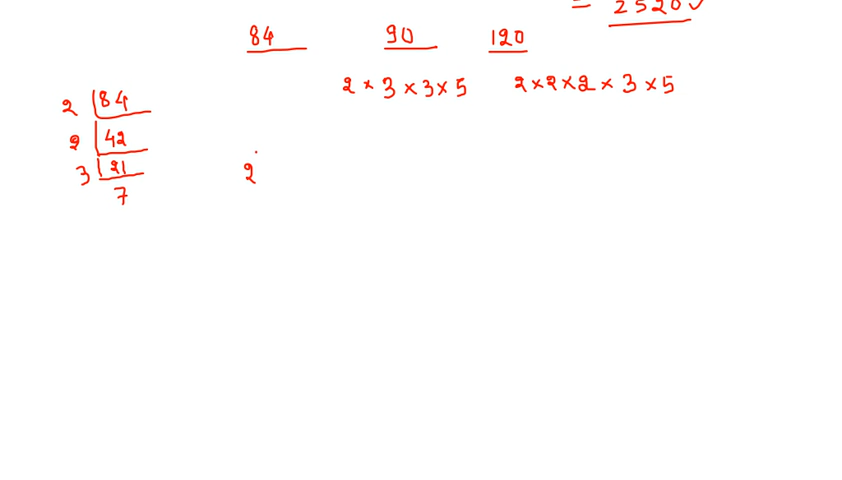 = 2520✓
84 90 120
2 × 3 × 3 × 5 2 × 2 × 2 × 3 × 5
2 | 84
2 | 42
3 | 21
7
2